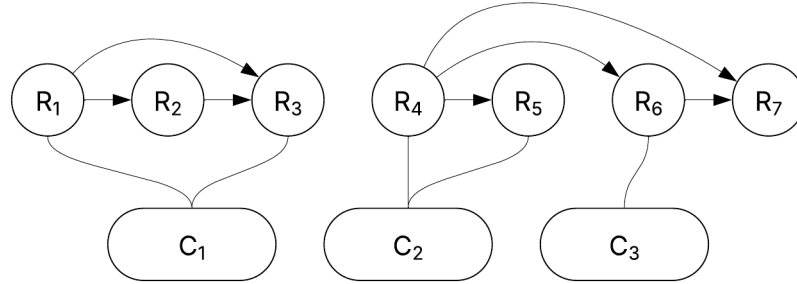 R₁ R₂ R₃ R₄ R₅ R₆ R₇
C₁ C₂ C₃